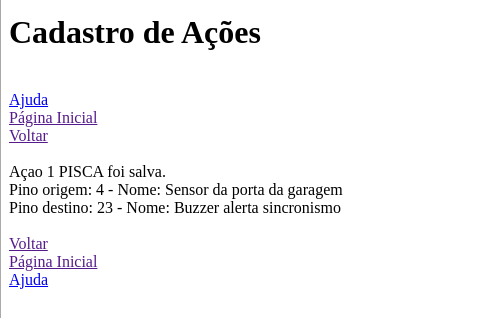 Cadastro de Ações
Ajuda
Página Inicial
Voltar
Açao 1 PISCA foi salva.
Pino origem: 4 - Nome: Sensor da porta da garagem
Pino destino: 23 - Nome: Buzzer alerta sincronismo
Voltar
Página Inicial
Ajuda